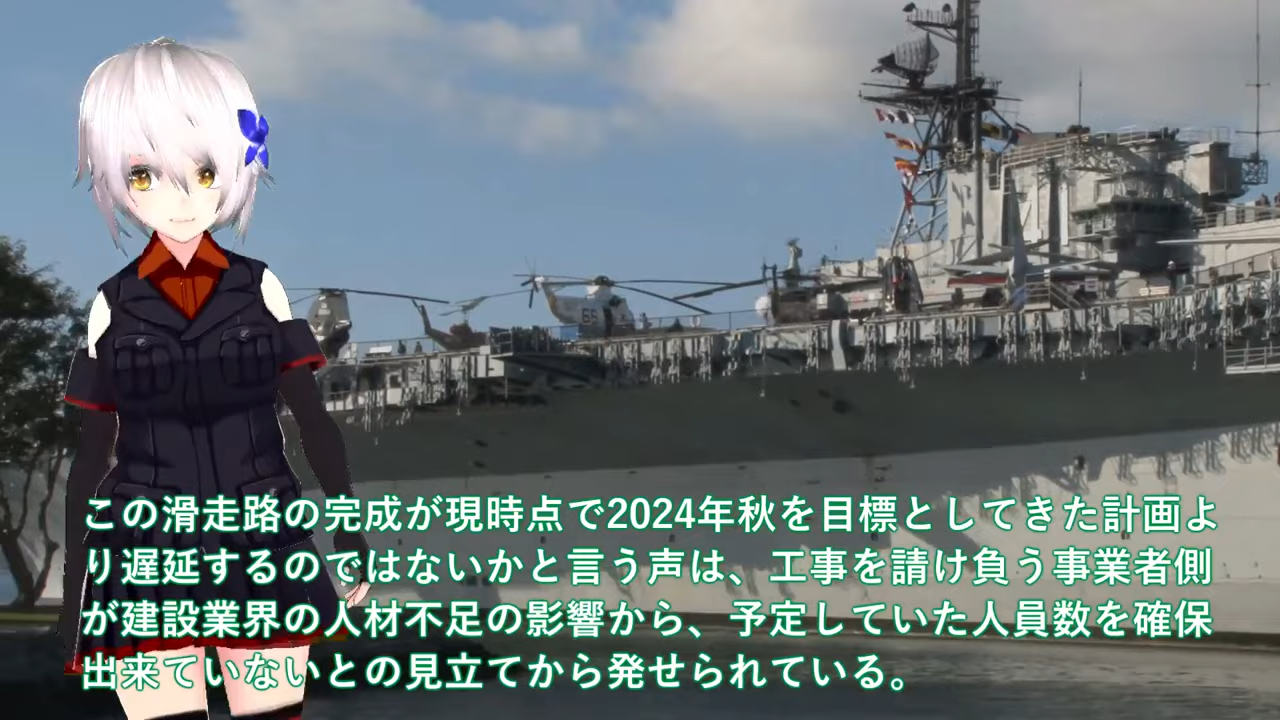 65
この滑走路の完成が現時点で2024年秋を目標としてきた計画よ
り遅延するのではないかと言う声は、工事を請け負う事業者側
が建設業界の人材不足の影響から、予定していた人員数を確保
出来ていないとの見立てから発せられている。